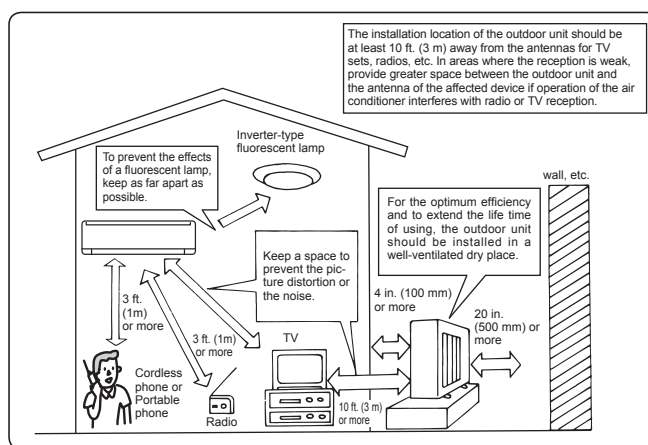 The installation location of the outdoor unit should be
at least 10 ft. (3 m) away from the antennas for TV
sets, radios, etc. In areas where the reception is weak,
provide greater space between the outdoor unit and
the antenna of the affected device if operation of the air
conditioner interferes with radio or TV reception.
Inverter-type
fluorescent lamp
To prevent the effects
of a fluorescent lamp,
keep as far apart as
possible.
wall, etc.
For the optimum efficiency
and to extend the life time
of using, the outdoor unit
should be installed in a
well-ventilated dry place.
Keep a space to
prevent the pic-
ture distortion or
the noise.
4 in. (100 mm)
or more
20 in.
(500 mm) or
more
3 ft.
(1m)
or more
3 ft. (1m)
or more
TV
Cordless
phone or
Portable
phone
Radio
10 ft. (3 m)
or more